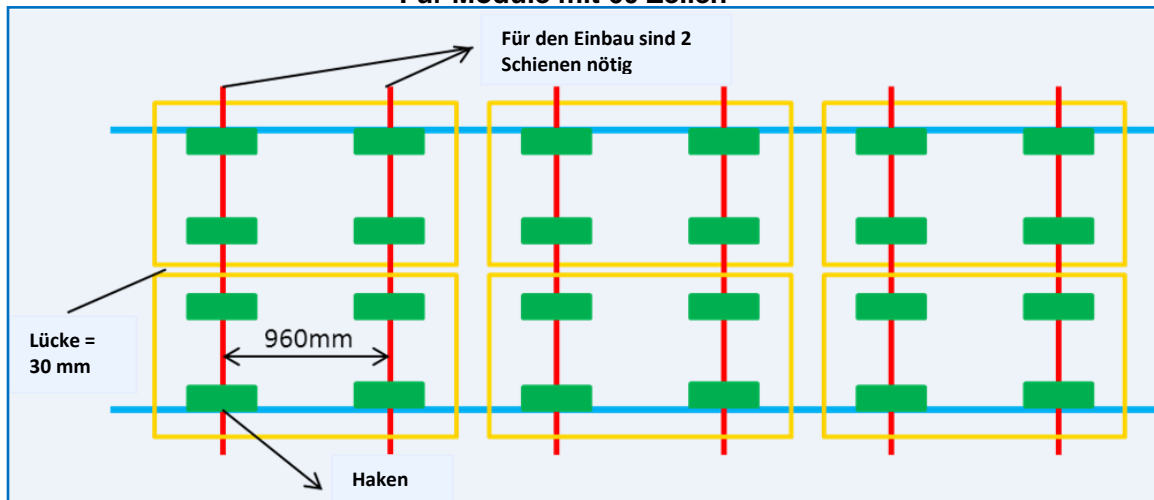 Für den Einbau sind 2
Schienen nötig
960mm
Lücke =
30 mm
Haken